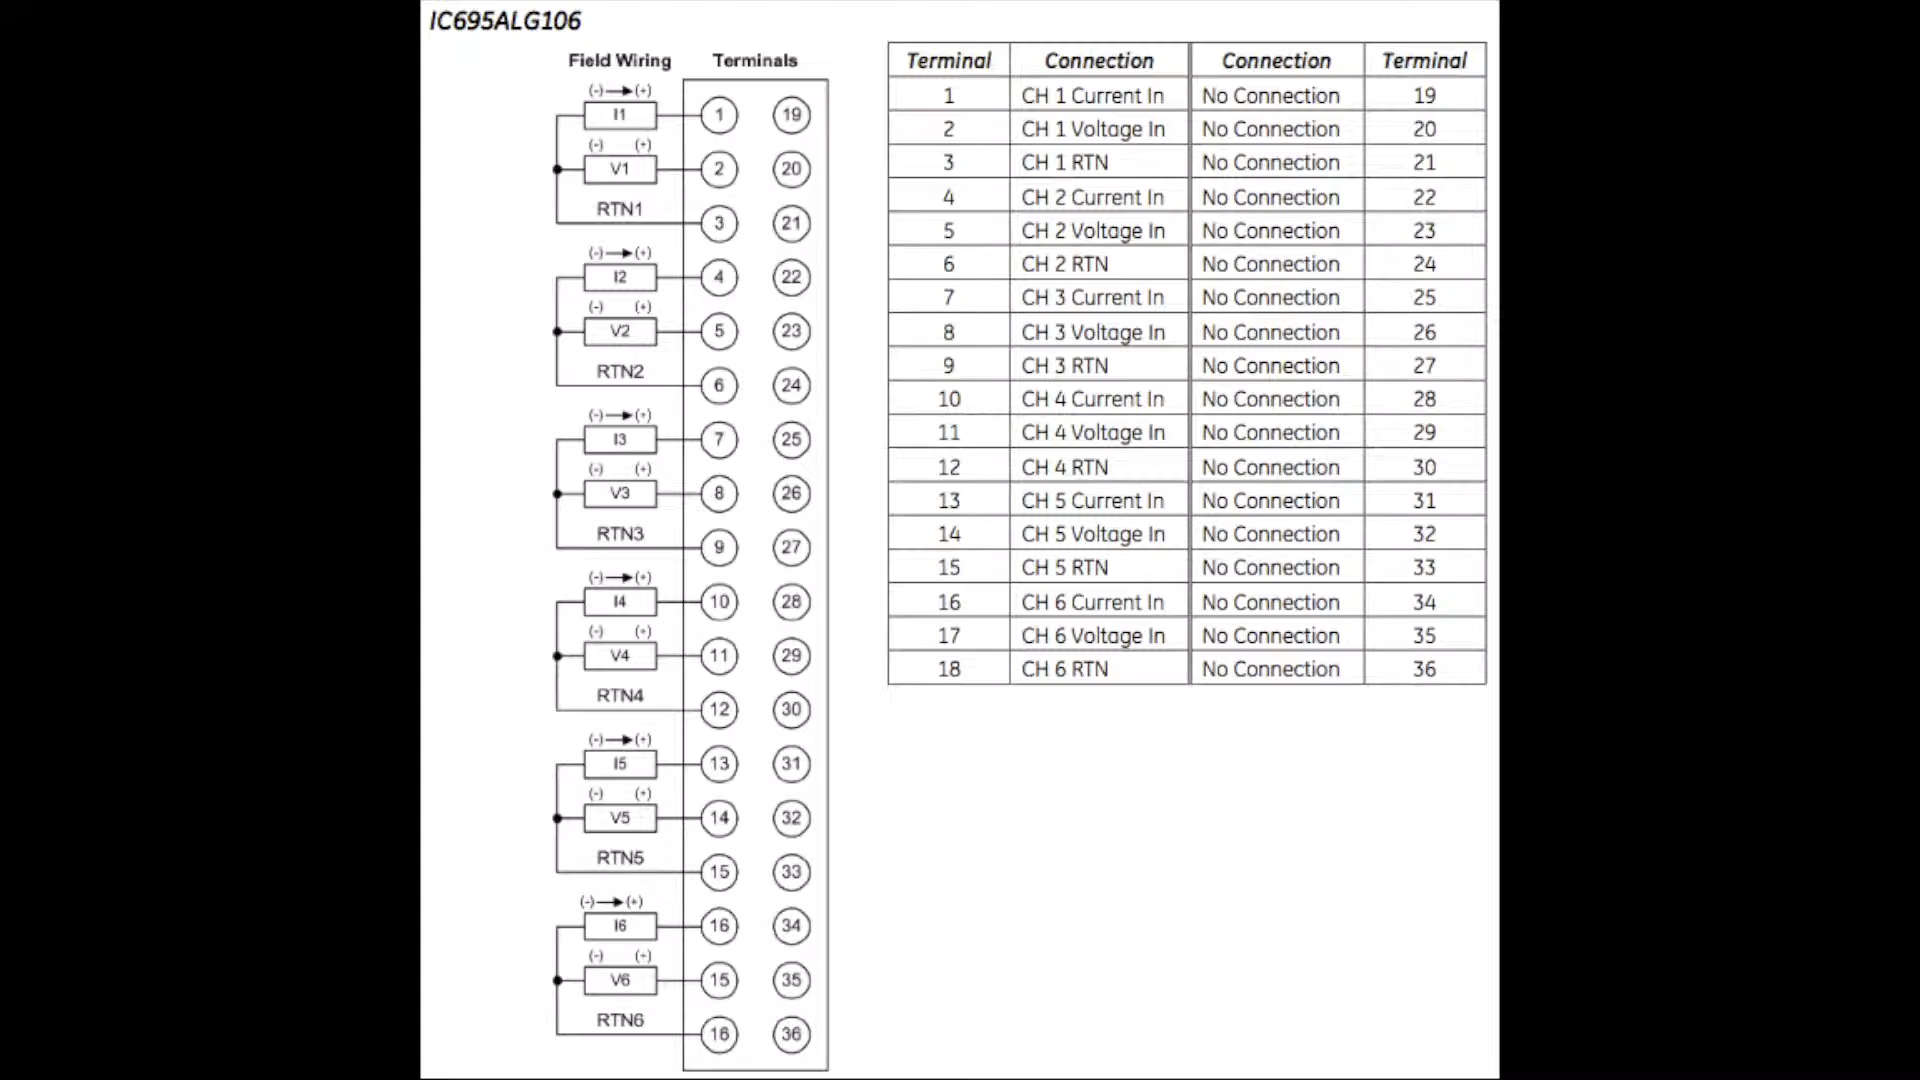 IC695ALG106
Field Wiring Terminals
(-) (+)
I1 1 19
(-) (+)
V1 2 20
RTN1
3 21
(-) (+)
I2 4 22
(-) (+)
V2 5 23
RTN2
6 24
(-) (+)
I3 7 25
(-) (+)
V3 8 26
RTN3
9 27
(-) (+)
I4 10 28
(-) (+)
V4 11 29
RTN4
12 30
(-) (+)
I5 13 31
(-) (+)
V5 14 32
RTN5
15 33
(-) (+)
I6 16 34
(-) (+)
V6 15 35
RTN6
16 36
Terminal Connection Connection Terminal
1 CH 1 Current In No Connection 19
2 CH 1 Voltage In No Connection 20
3 CH 1 RTN No Connection 21
4 CH 2 Current In No Connection 22
5 CH 2 Voltage In No Connection 23
6 CH 2 RTN No Connection 24
7 CH 3 Current In No Connection 25
8 CH 3 Voltage In No Connection 26
9 CH 3 RTN No Connection 27
10 CH 4 Current In No Connection 28
11 CH 4 Voltage In No Connection 29
12 CH 4 RTN No Connection 30
13 CH 5 Current In No Connection 31
14 CH 5 Voltage In No Connection 32
15 CH 5 RTN No Connection 33
16 CH 6 Current In No Connection 34
17 CH 6 Voltage In No Connection 35
18 CH 6 RTN No Connection 36